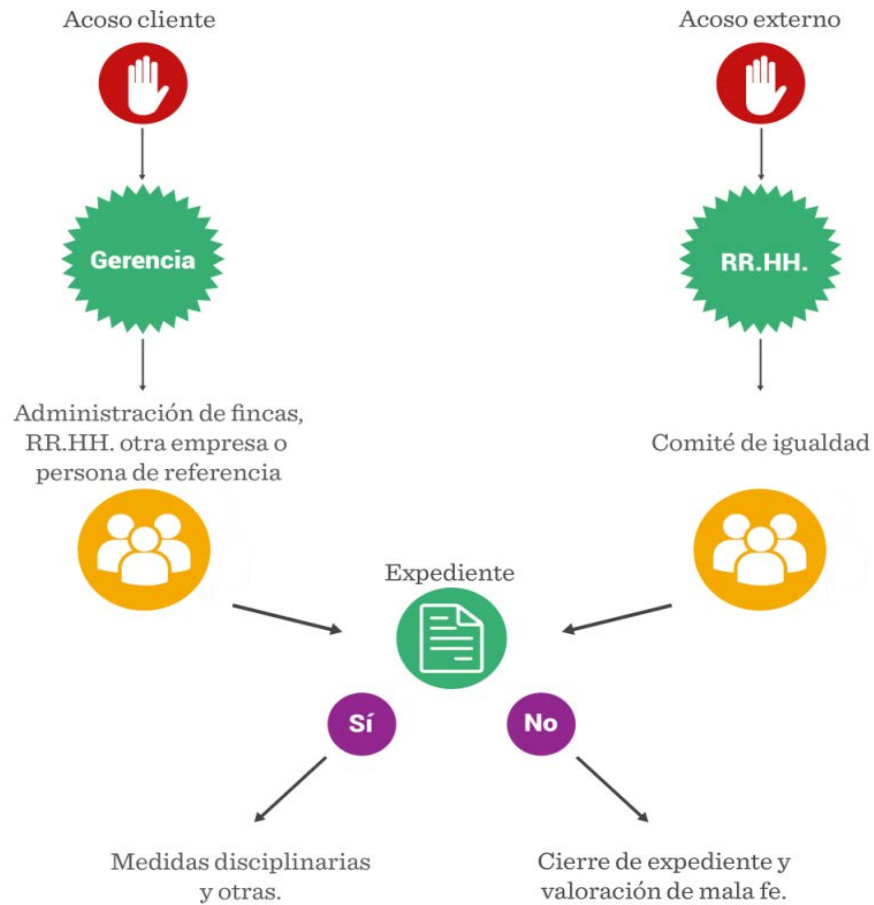 Acoso cliente
Acoso externo
Gerencia
RR.HH.
Administración de fincas,
RR.HH. otra empresa o
persona de referencia
Comité de igualdad
Expediente
Sí
No
Medidas disciplinarias
y otras.
Cierre de expediente y
valoración de mala fe.